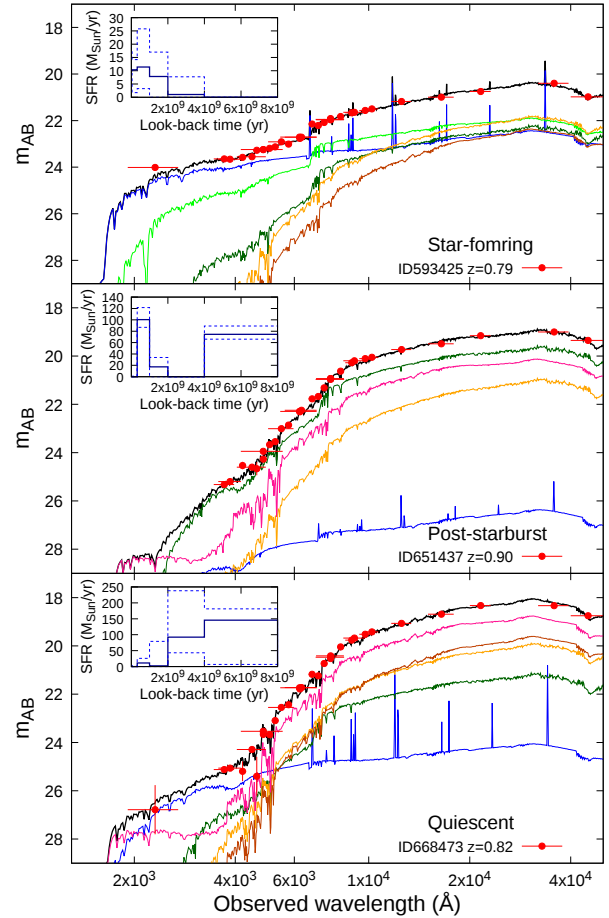 SFR (M_Sun/yr)
30
25
20
15
10
5
0
2x10^9 4x10^9 6x10^9 8x10^9
Look-back time (yr)
m_AB
18
20
22
24
26
28
Star-fomring
ID593425 z=0.79
SFR (M_Sun/yr)
140
120
100
80
60
40
20
0
2x10^9 4x10^9 6x10^9 8x10^9
Look-back time (yr)
m_AB
18
20
22
24
26
28
Post-starburst
ID651437 z=0.90
SFR (M_Sun/yr)
250
200
150
100
50
0
2x10^9 4x10^9 6x10^9 8x10^9
Look-back time (yr)
m_AB
18
20
22
24
26
28
Quiescent
ID668473 z=0.82
2x10^3 4x10^3 6x10^3 1x10^4 2x10^4 4x10^4
Observed wavelength (Å)